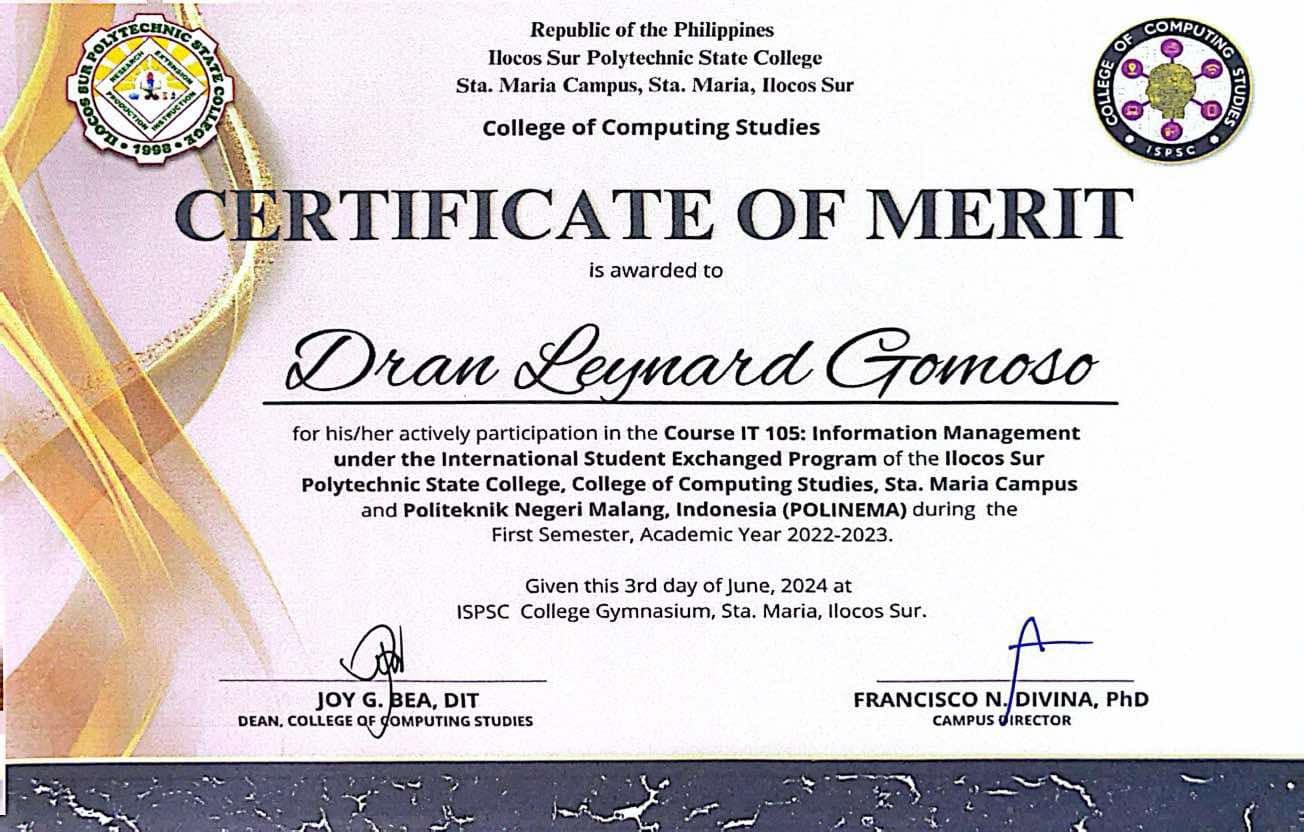 Republic of the Philippines
Ilocos Sur Polytechnic State College
Sta. Maria Campus, Sta. Maria, Ilocos Sur
College of Computing Studies
ILOCOS SUR POLYTECHNIC STATE COLLEGE
RESEARCH EXTENSION
PRODUCTION INSTRUCTION
1998
COLLEGE OF COMPUTING STUDIES
ISPSC
CERTIFICATE OF MERIT
is awarded to
Dran Leynard Gomoso
for his/her actively participation in the Course IT 105: Information Management
under the International Student Exchanged Program of the Ilocos Sur
Polytechnic State College, College of Computing Studies, Sta. Maria Campus
and Politeknik Negeri Malang, Indonesia (POLINEMA) during the
First Semester, Academic Year 2022-2023.
Given this 3rd day of June, 2024 at
ISPSC College Gymnasium, Sta. Maria, Ilocos Sur.
JOY G. BEA, DIT
DEAN, COLLEGE OF COMPUTING STUDIES
FRANCISCO N. DIVINA, PhD
CAMPUS DIRECTOR